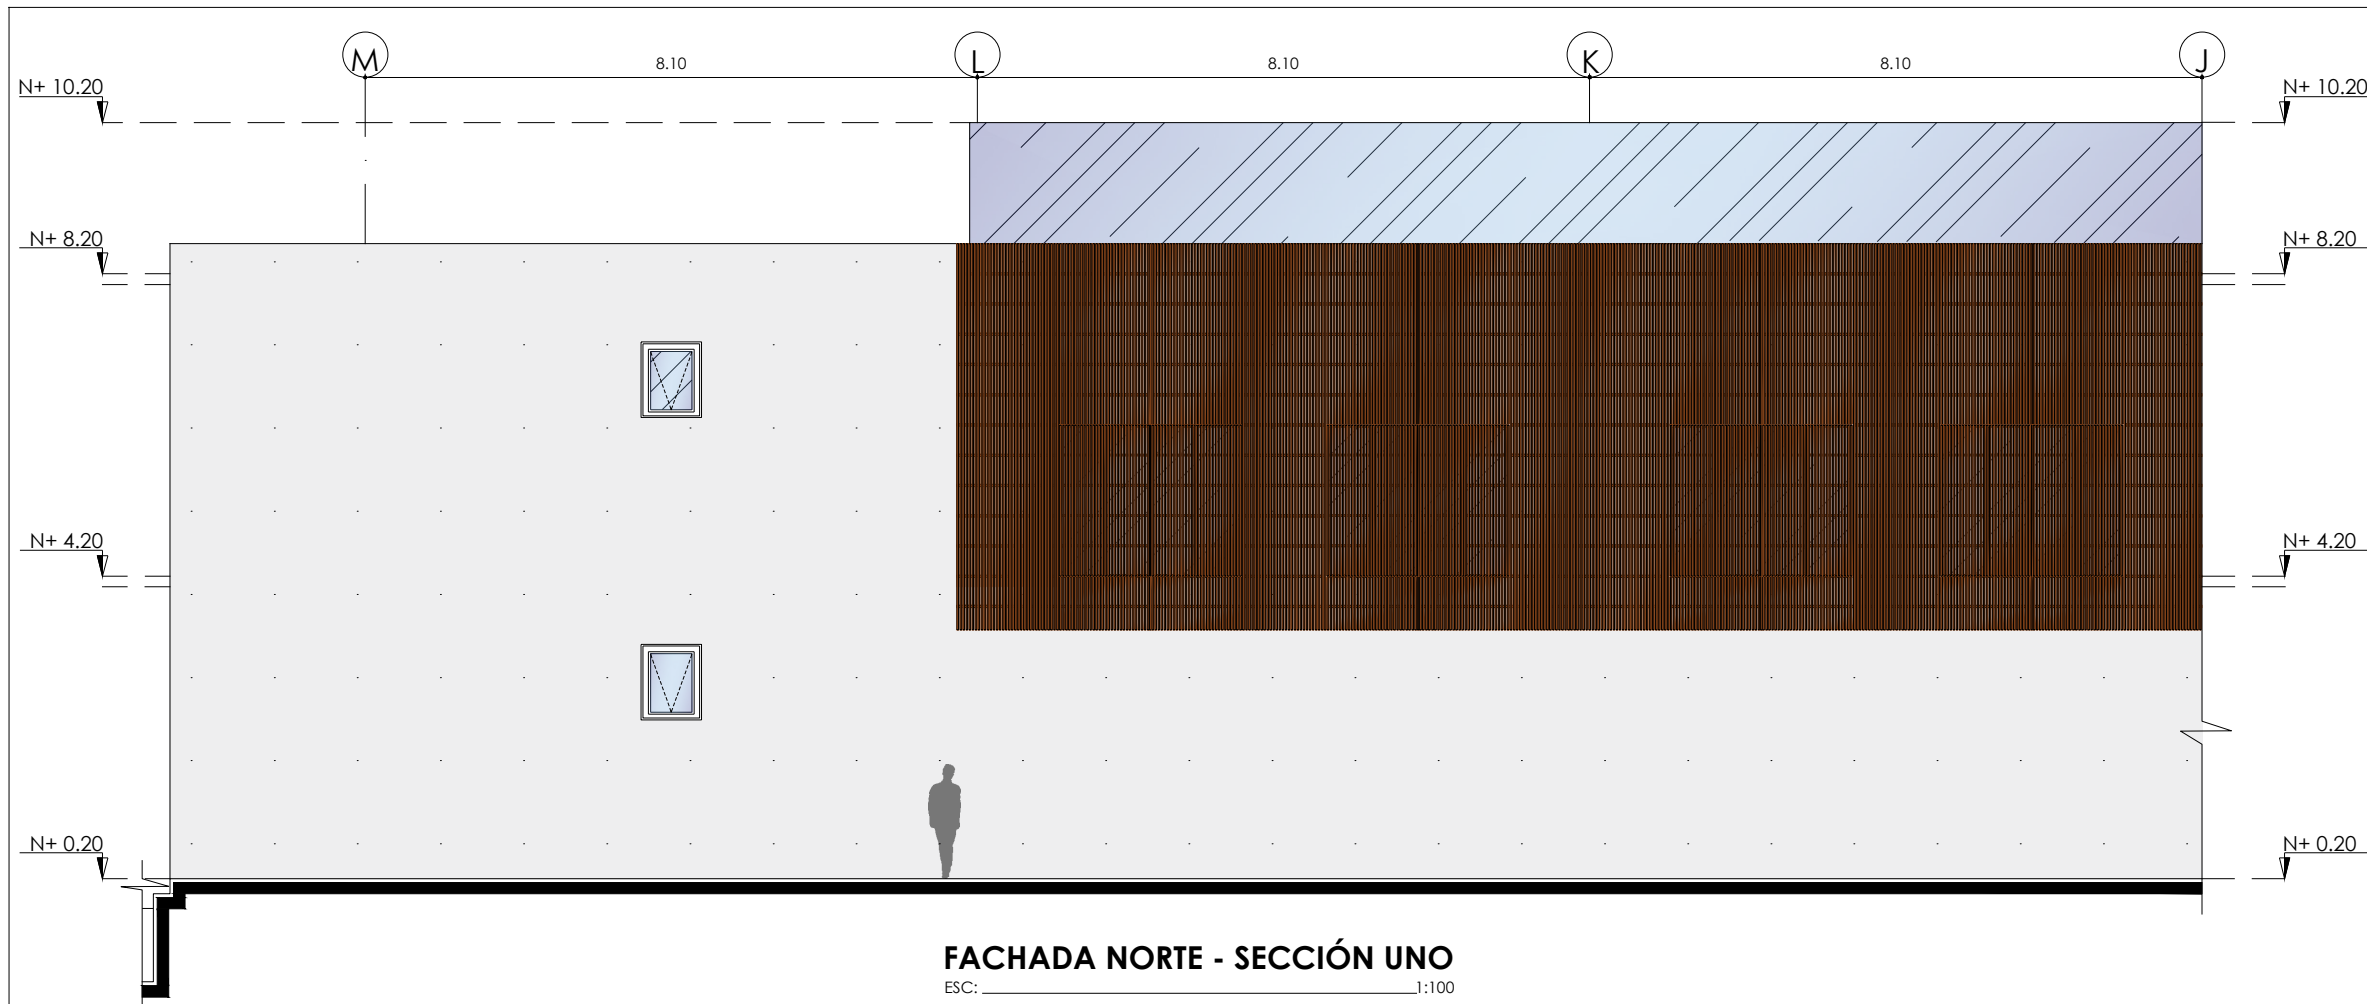 M L K J
8.10 8.10 8.10
N+ 10.20 N+ 10.20
N+ 8.20 N+ 8.20
N+ 4.20 N+ 4.20
N+ 0.20 N+ 0.20
FACHADA NORTE - SECCIÓN UNO
ESC: 1:100